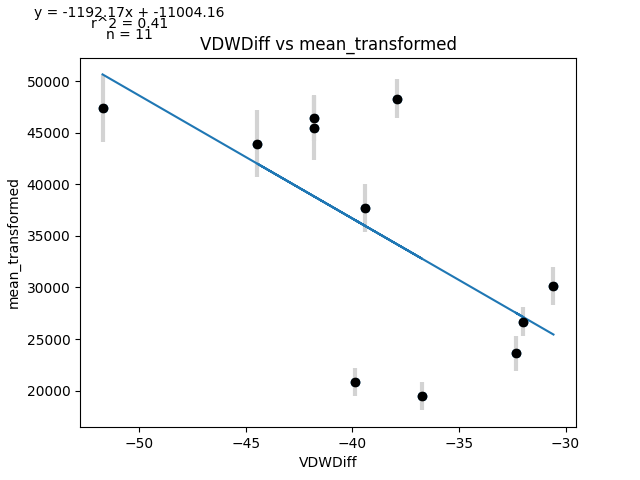 y = -1192.17x + -11004.16
r^2 = 0.41
n = 11
VDWDiff vs mean_transformed
50000
45000
40000
35000
30000
25000
20000
mean_transformed
−50
−45
−40
−35
−30
VDWDiff